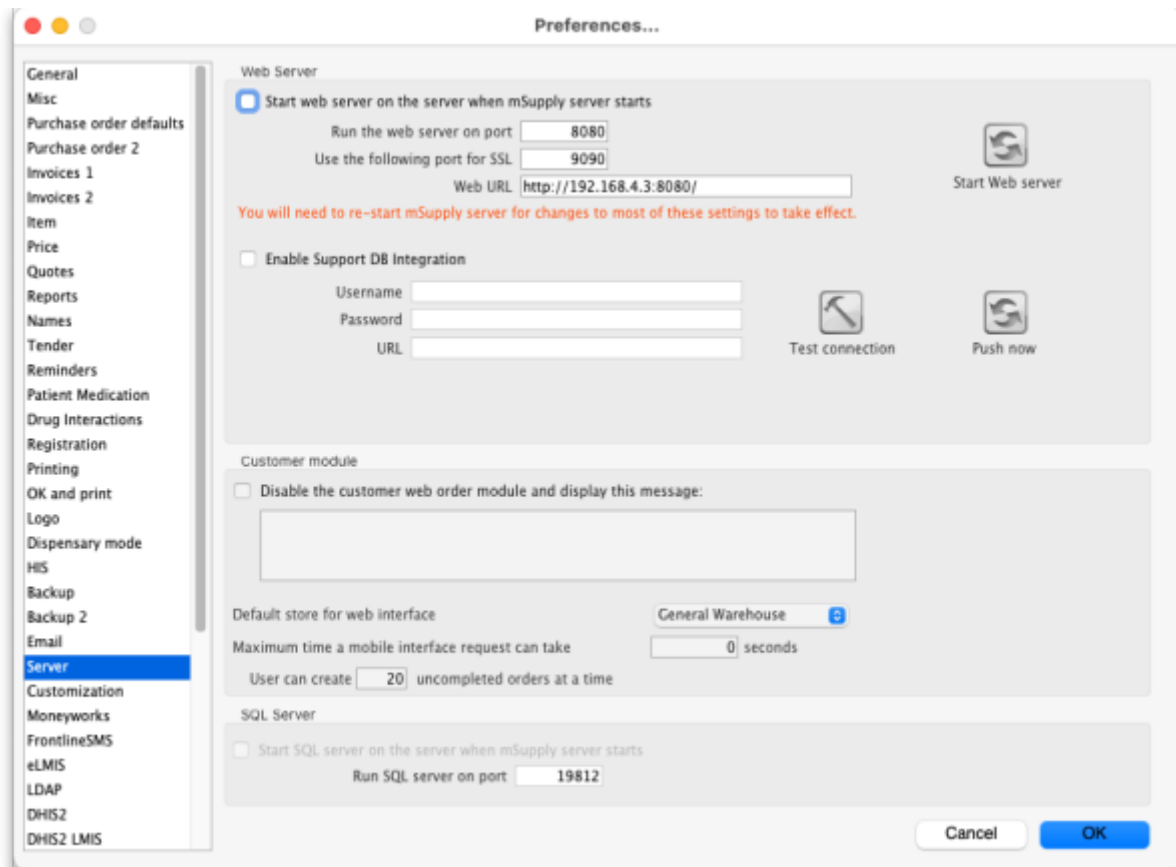 Preferences...
General
Misc
Purchase order defaults
Purchase order 2
Invoices 1
Invoices 2
Item
Price
Quotes
Reports
Names
Tender
Reminders
Patient Medication
Drug Interactions
Registration
Printing
OK and print
Logo
Dispensary mode
HIS
Backup
Backup 2
Email
Server
Customization
Moneyworks
FrontlineSMS
eLMIS
LDAP
DHIS2
DHIS2 LMIS
Web Server
Start web server on the server when mSupply server starts
Run the web server on port 8080
Use the following port for SSL 9090
Web URL http://192.168.4.3:8080/
Start Web server
You will need to re-start mSupply server for changes to most of these settings to take effect.
Enable Support DB Integration
Username
Password
URL
Test connection
Push now
Customer module
Disable the customer web order module and display this message:
Default store for web interface General Warehouse
Maximum time a mobile interface request can take 0 seconds
User can create 20 uncompleted orders at a time
SQL Server
Start SQL server on the server when mSupply server starts
Run SQL server on port 19812
Cancel OK